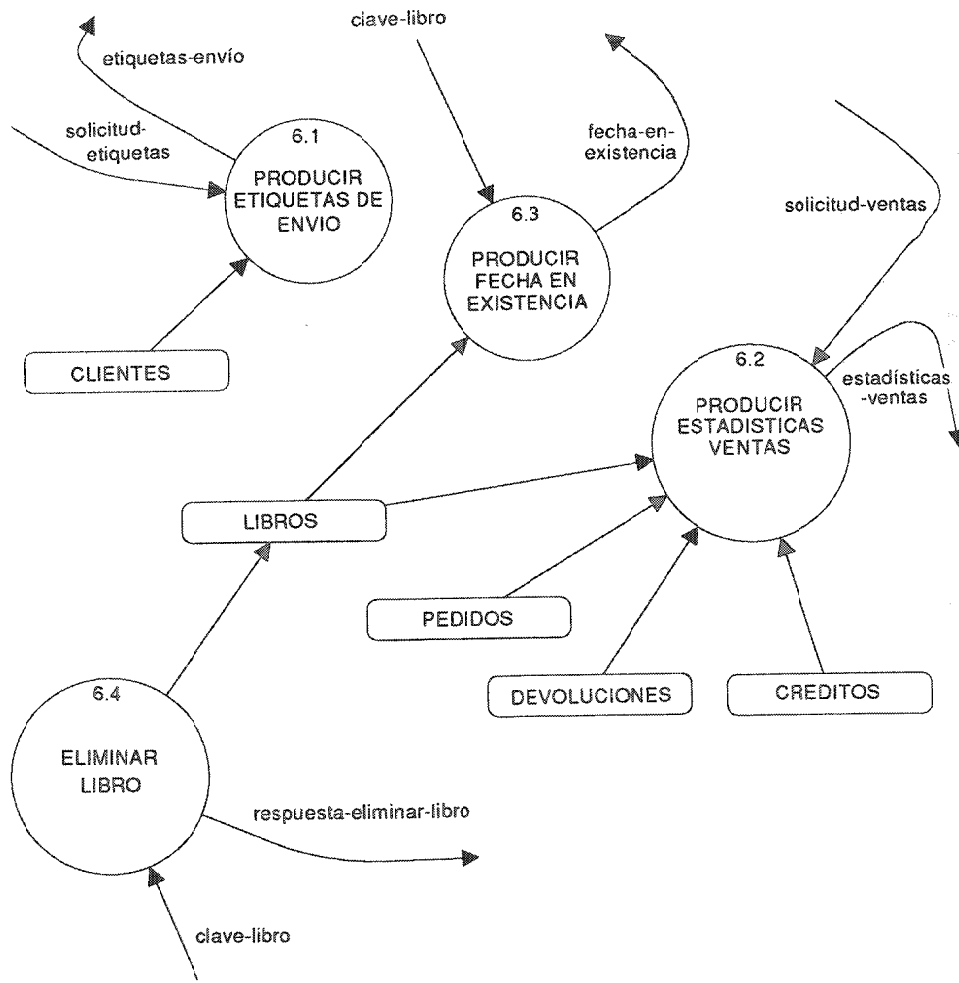 clave-libro
etiquetas-envío
solicitud-
etiquetas
6.1
PRODUCIR
ETIQUETAS DE
ENVIO
fecha-en-
existencia
solicitud-ventas
6.3
PRODUCIR
FECHA EN
EXISTENCIA
CLIENTES
6.2
PRODUCIR
ESTADISTICAS
VENTAS
estadísticas
-ventas
LIBROS
PEDIDOS
DEVOLUCIONES
CREDITOS
6.4
ELIMINAR
LIBRO
respuesta-eliminar-libro
clave-libro